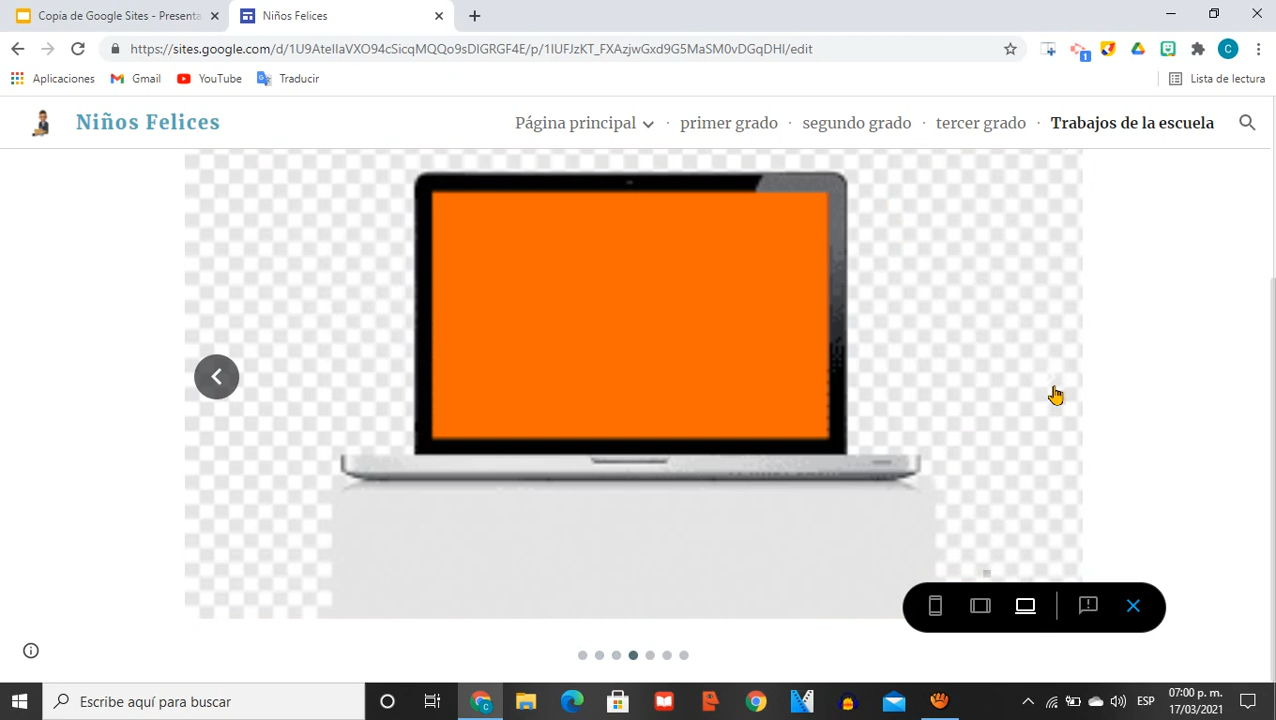 Copia de Google Sites - Presenta
Niños Felices
https://sites.google.com/d/
/edit
Aplicaciones
Gmail
YouTube
Traducir
Lista de lectura
1
C
Niños Felices
Página principal
primer grado
segundo grado
tercer grado
Trabajos de la escuela
Escribe aquí para buscar
ESP
07:00 p. m.
17/03/2021